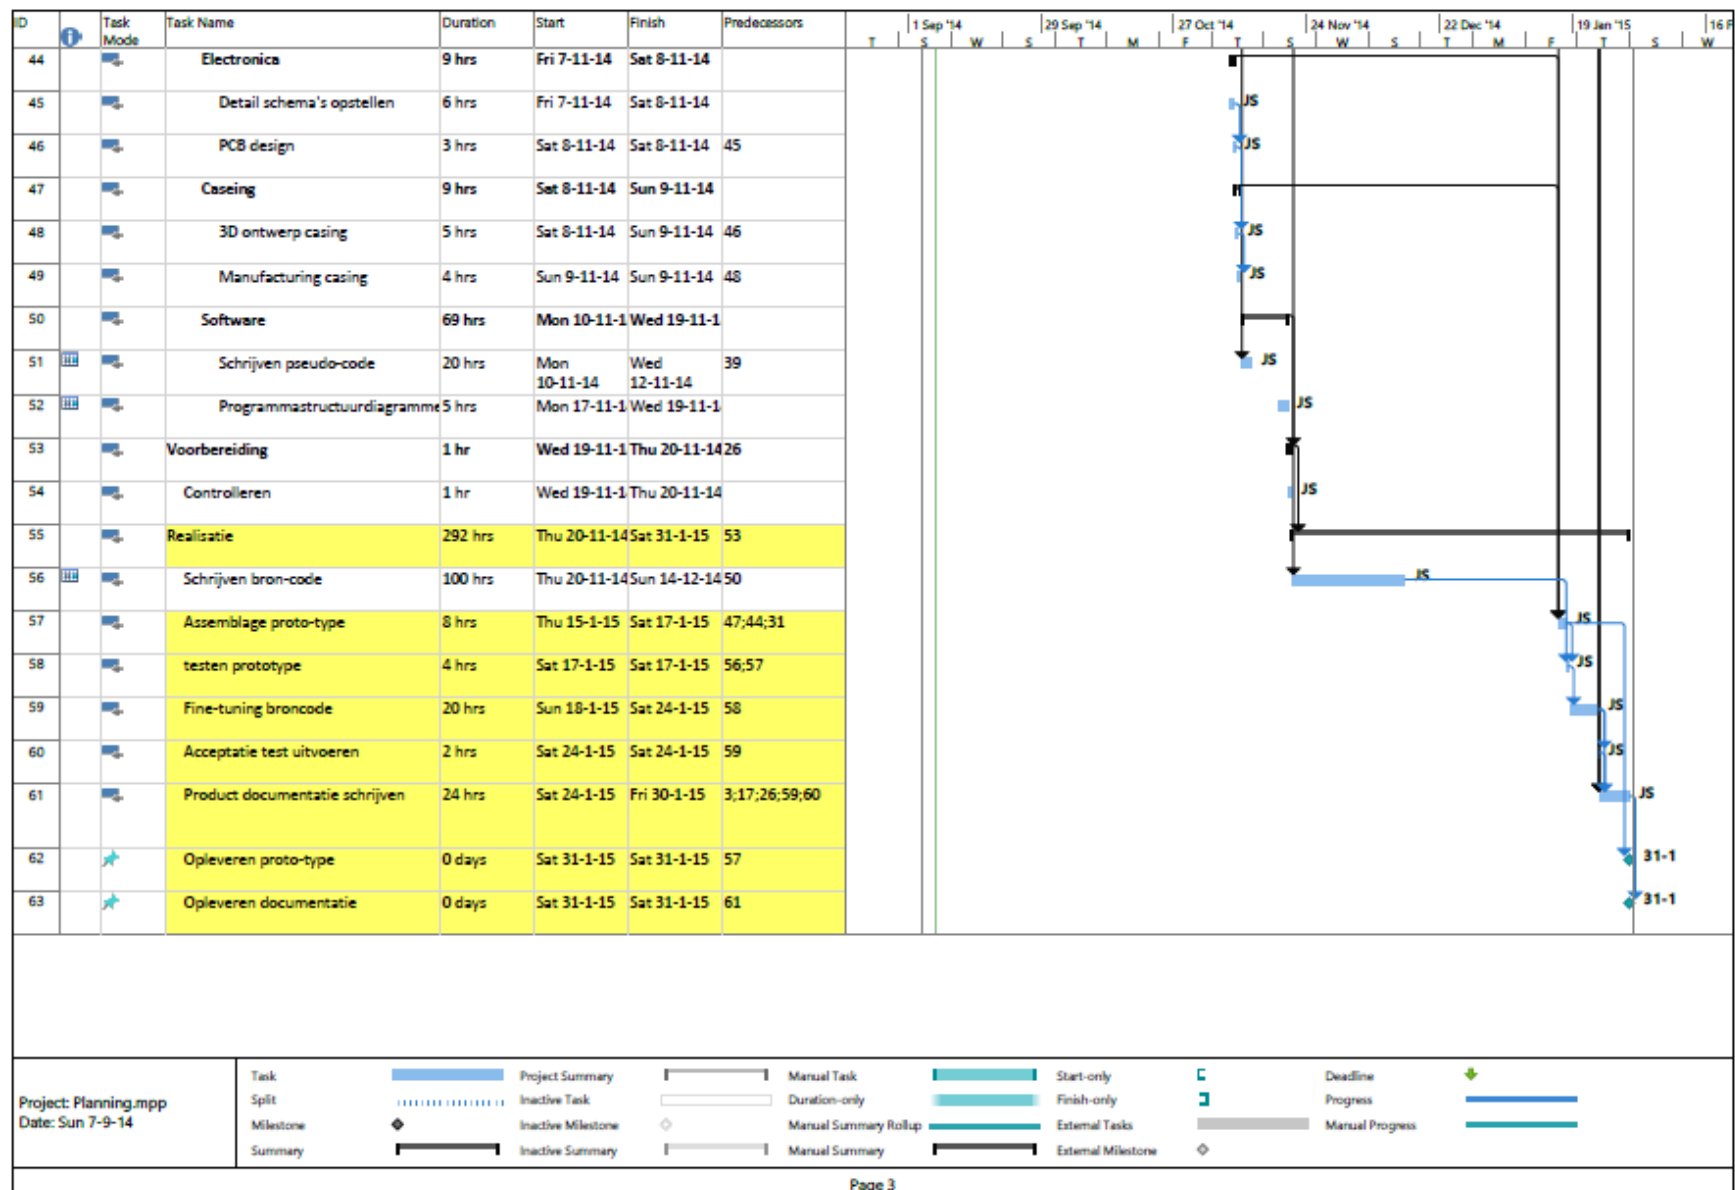 ID Task Mode Task Name Duration Start Finish Predecessors
1 Sep '14 29 Sep '14 27 Oct '14 24 Nov '14 22 Dec '14 19 Jan '15 16 F
T S W S T M F T S W S T M F T S W
44 Electronica 9 hrs Fri 7-11-14 Sat 8-11-14
45 Detail schema's opstellen 6 hrs Fri 7-11-14 Sat 8-11-14 JS
46 PCB design 3 hrs Sat 8-11-14 Sat 8-11-14 45 JS
47 Caseing 9 hrs Sat 8-11-14 Sun 9-11-14
48 3D ontwerp casing 5 hrs Sat 8-11-14 Sun 9-11-14 46 JS
49 Manufacturing casing 4 hrs Sun 9-11-14 Sun 9-11-14 48 JS
50 Software 69 hrs Mon 10-11-1 Wed 19-11-1
51 Schrijven pseudo-code 20 hrs Mon 10-11-14 Wed 12-11-14 39 JS
52 Programmastructuurdiagramme 5 hrs Mon 17-11-1 Wed 19-11-1 JS
53 Voorbereiding 1 hr Wed 19-11-1 Thu 20-11-14 26
54 Controlleren 1 hr Wed 19-11-1 Thu 20-11-14 JS
55 Realisatie 292 hrs Thu 20-11-14 Sat 31-1-15 53
56 Schrijven bron-code 100 hrs Thu 20-11-14 Sun 14-12-14 50 JS
57 Assemblage proto-type 8 hrs Thu 15-1-15 Sat 17-1-15 47;44;31 JS
58 testen prototype 4 hrs Sat 17-1-15 Sat 17-1-15 56;57 JS
59 Fine-tuning broncode 20 hrs Sun 18-1-15 Sat 24-1-15 58 JS
60 Acceptatie test uitvoeren 2 hrs Sat 24-1-15 Sat 24-1-15 59 JS
61 Product documentatie schrijven 24 hrs Sat 24-1-15 Fri 30-1-15 3;17;26;59;60 JS
62 Opleveren proto-type 0 days Sat 31-1-15 Sat 31-1-15 57 31-1
63 Opleveren documentatie 0 days Sat 31-1-15 Sat 31-1-15 61 31-1
Project: Planning.mpp
Date: Sun 7-9-14
Task Project Summary Manual Task Start-only Deadline
Split Inactive Task Duration-only Finish-only Progress
Milestone Inactive Milestone Manual Summary Rollup External Tasks Manual Progress
Summary Inactive Summary Manual Summary External Milestone
Page 3